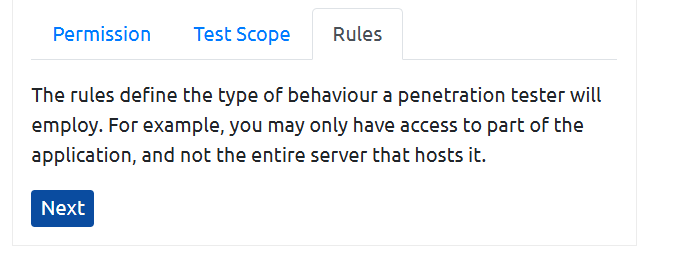 Permission Test Scope Rules
The rules define the type of behaviour a penetration tester will
employ. For example, you may only have access to part of the
application, and not the entire server that hosts it.
Next